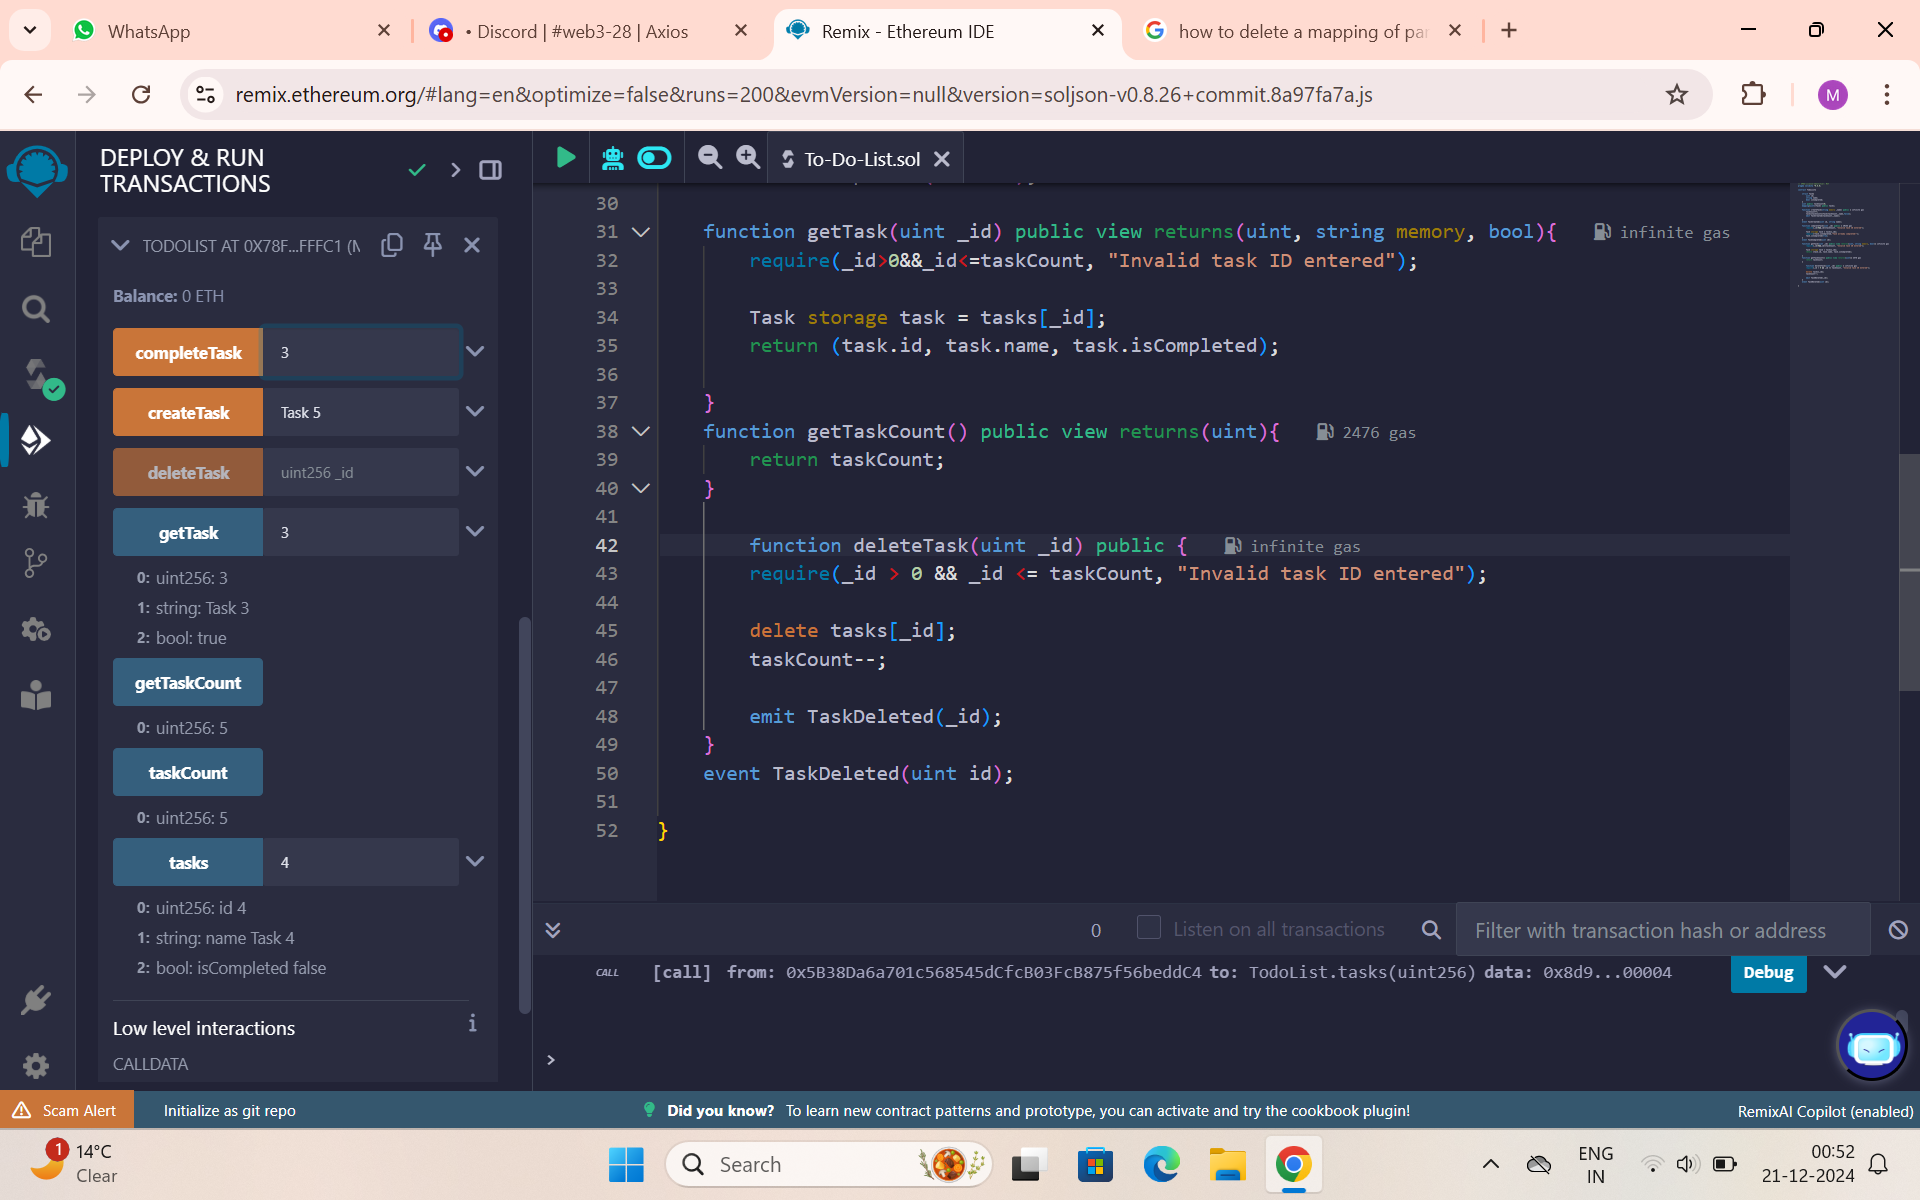 WhatsApp
• Discord | #web3-28 | Axios
Remix - Ethereum IDE
how to delete a mapping of par
remix.ethereum.org/#lang=en&optimize=false&runs=200&evmVersion=null&version=soljson-v0.8.26+commit.8a97fa7a.js
M
DEPLOY & RUN
TRANSACTIONS
TODOLIST AT 0X78F...FFFC1 (M
Balance: 0 ETH
completeTask 3
createTask Task 5
deleteTask uint256 _id
getTask 3
0: uint256: 3
1: string: Task 3
2: bool: true
getTaskCount
0: uint256: 5
taskCount
0: uint256: 5
tasks 4
0: uint256: id 4
1: string: name Task 4
2: bool: isCompleted false
Low level interactions
i
CALLDATA
To-Do-List.sol
30
31 function getTask(uint _id) public view returns(uint, string memory, bool){ infinite gas
32 require(_id>0&&_id<=taskCount, "Invalid task ID entered");
33
34 Task storage task = tasks[_id];
35 return (task.id, task.name, task.isCompleted);
36
37 }
38 function getTaskCount() public view returns(uint){ 2476 gas
39 return taskCount;
40 }
41
42 function deleteTask(uint _id) public { infinite gas
43 require(_id > 0 && _id <= taskCount, "Invalid task ID entered");
44
45 delete tasks[_id];
46 taskCount--;
47
48 emit TaskDeleted(_id);
49 }
50 event TaskDeleted(uint id);
51
52 }
0 Listen on all transactions Filter with transaction hash or address
CALL [call] from: 0x5B38Da6a701c568545dCfcB03FcB875f56beddC4 to: TodoList.tasks(uint256) data: 0x8d9...00004 Debug
>
Scam Alert Initialize as git repo Did you know? To learn new contract patterns and prototype, you can activate and try the cookbook plugin! RemixAI Copilot (enabled)
1
14°C
Clear
Search
ENG
IN
00:52
21-12-2024